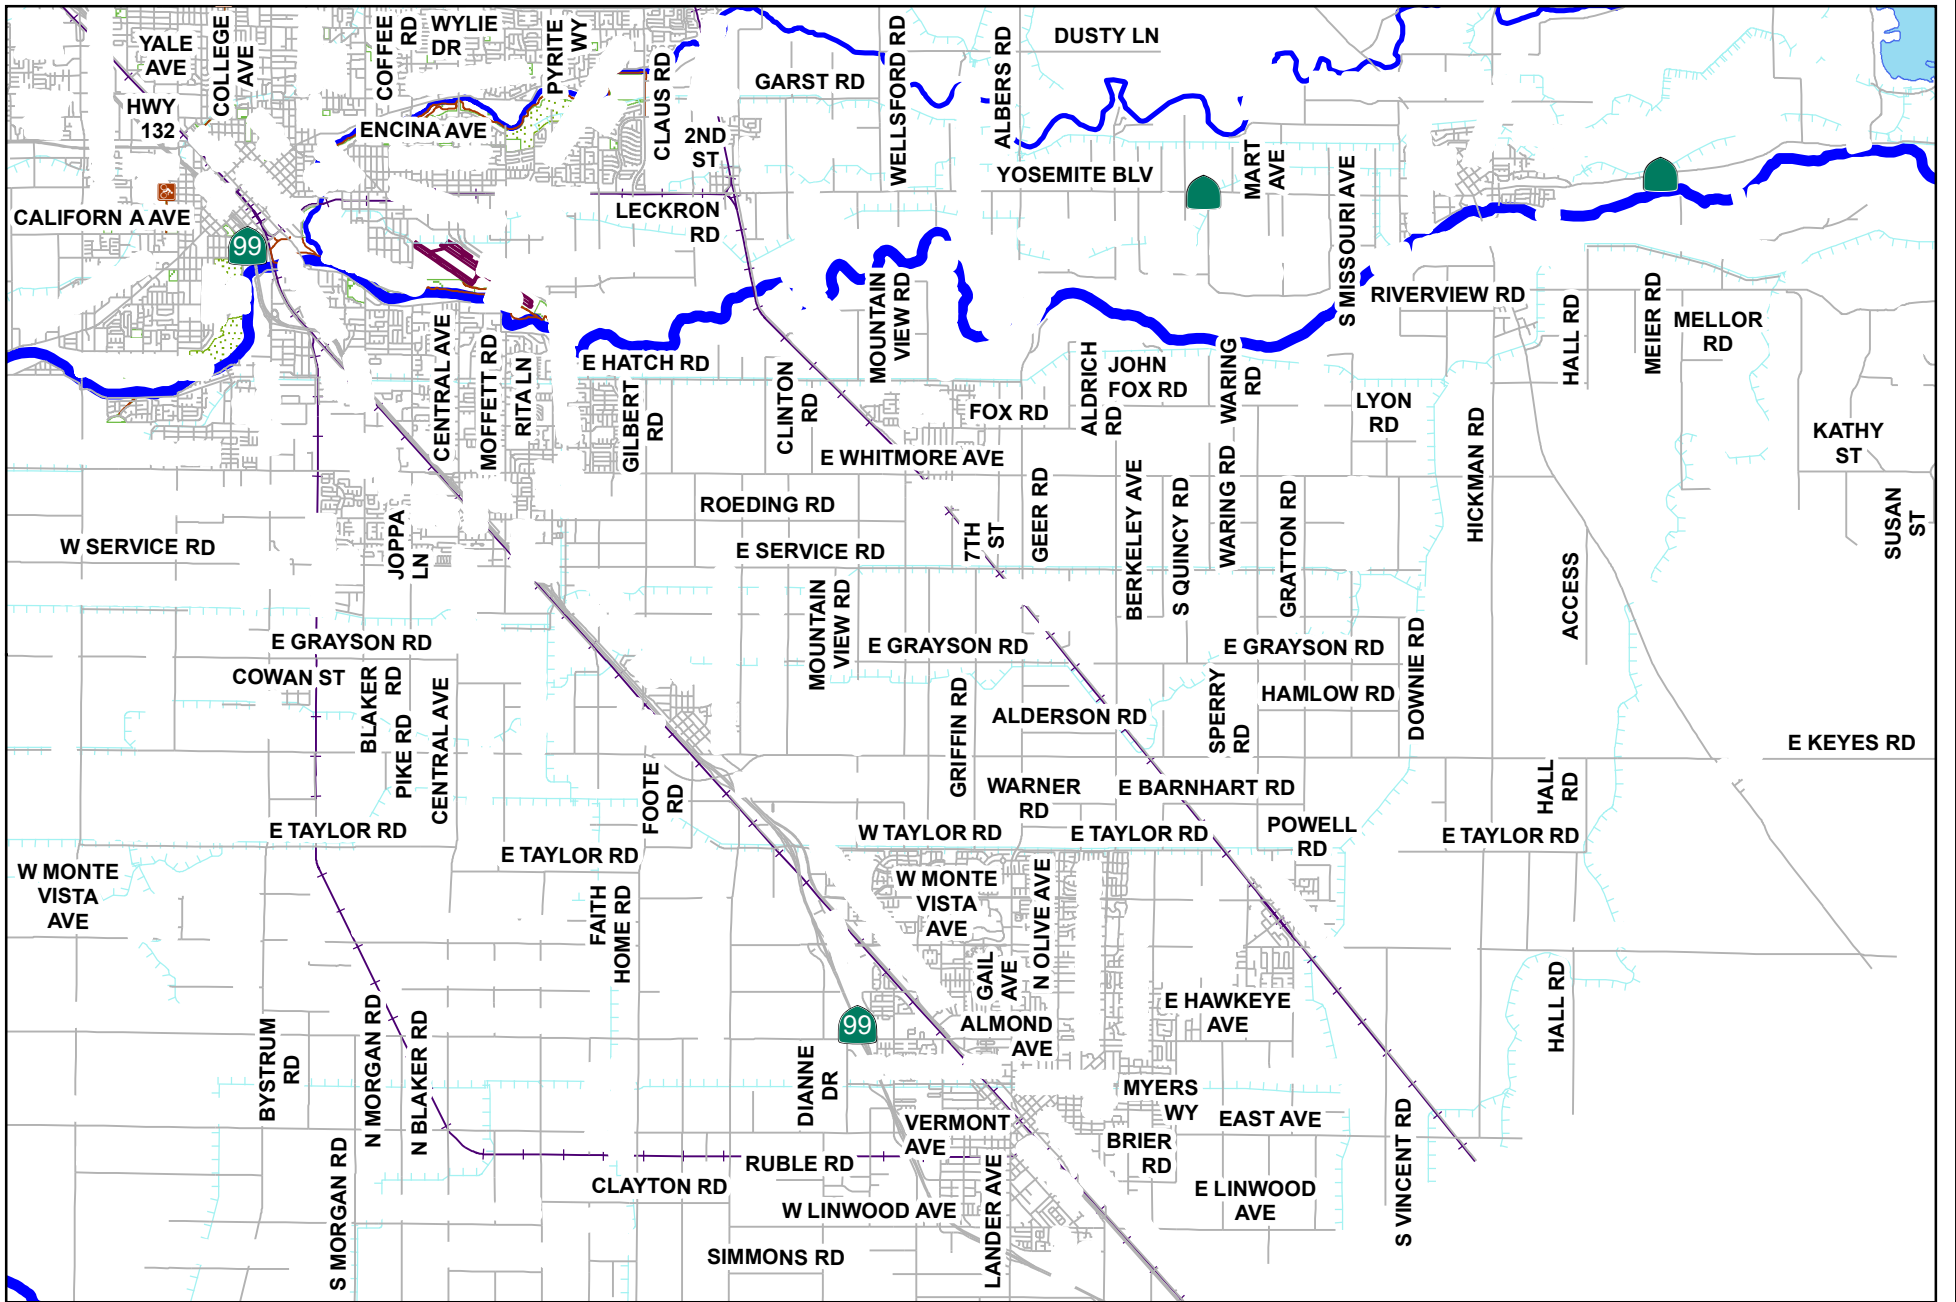 YALE
AVE
COLLEGE
AVE
COFFEE
RD
WYLIE
DR
PYRITE
WY
CLAUS RD
GARST RD
WELLSFORD RD
ALBERS RD
DUSTY LN
HWY
132
ENCINA AVE
2ND
ST
YOSEMITE BLV
MART
AVE
S MISSOURI AVE
CALIFORN A AVE
99
LECKRON
RD
MOUNTAIN
VIEW RD
RIVERVIEW RD
HALL RD
MEIER RD
MELLOR
RD
CENTRAL AVE
MOFFETT RD
RITA LN
E HATCH RD
GILBERT
RD
CLINTON
RD
FOX RD
ALDRICH
RD
JOHN
FOX RD
WARING
RD
LYON
RD
HICKMAN RD
KATHY
ST
E WHITMORE AVE
ROEDING RD
GEER RD
BERKELEY AVE
S QUINCY RD
WARING RD
GRATTON RD
SUSAN
ST
W SERVICE RD
JOPPA
LN
E SERVICE RD
7TH
ST
ACCESS
MOUNTAIN
VIEW RD
E GRAYSON RD
E GRAYSON RD
E GRAYSON RD
DOWNIE RD
COWAN ST
BLAKER
RD
PIKE RD
CENTRAL AVE
GRIFFIN RD
ALDERSON RD
SPERRY
RD
HAMLOW RD
E KEYES RD
FOOTE
RD
WARNER
RD
E BARNHART RD
HALL
RD
E TAYLOR RD
E TAYLOR RD
W TAYLOR RD
E TAYLOR RD
POWELL
RD
E TAYLOR RD
W MONTE
VISTA
AVE
FAITH
HOME RD
W MONTE
VISTA
AVE
N OLIVE AVE
GAIL
AVE
E HAWKEYE
AVE
HALL RD
99
ALMOND
AVE
BYSTRUM
RD
N MORGAN RD
N BLAKER RD
DIANNE
DR
MYERS
WY
EAST AVE
S VINCENT RD
VERMONT
AVE
BRIER
RD
S MORGAN RD
RUBLE RD
CLAYTON RD
W LINWOOD AVE
LANDER AVE
E LINWOOD
AVE
SIMMONS RD